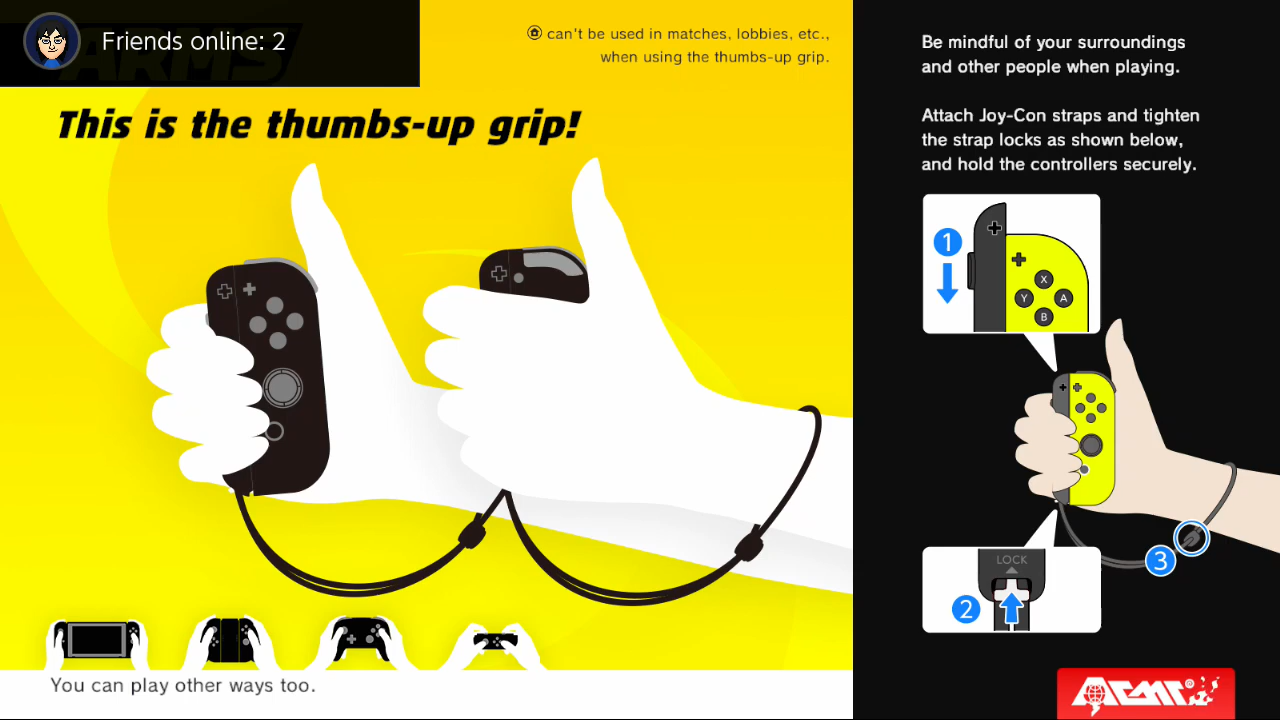 Friends online: 2
can't be used in matches, lobbies, etc.,
when using the thumbs-up grip.
This is the thumbs-up grip!
You can play other ways too.
Be mindful of your surroundings
and other people when playing.
Attach Joy-Con straps and tighten
the strap locks as shown below,
and hold the controllers securely.
1
X
Y A
B
LOCK
2
3